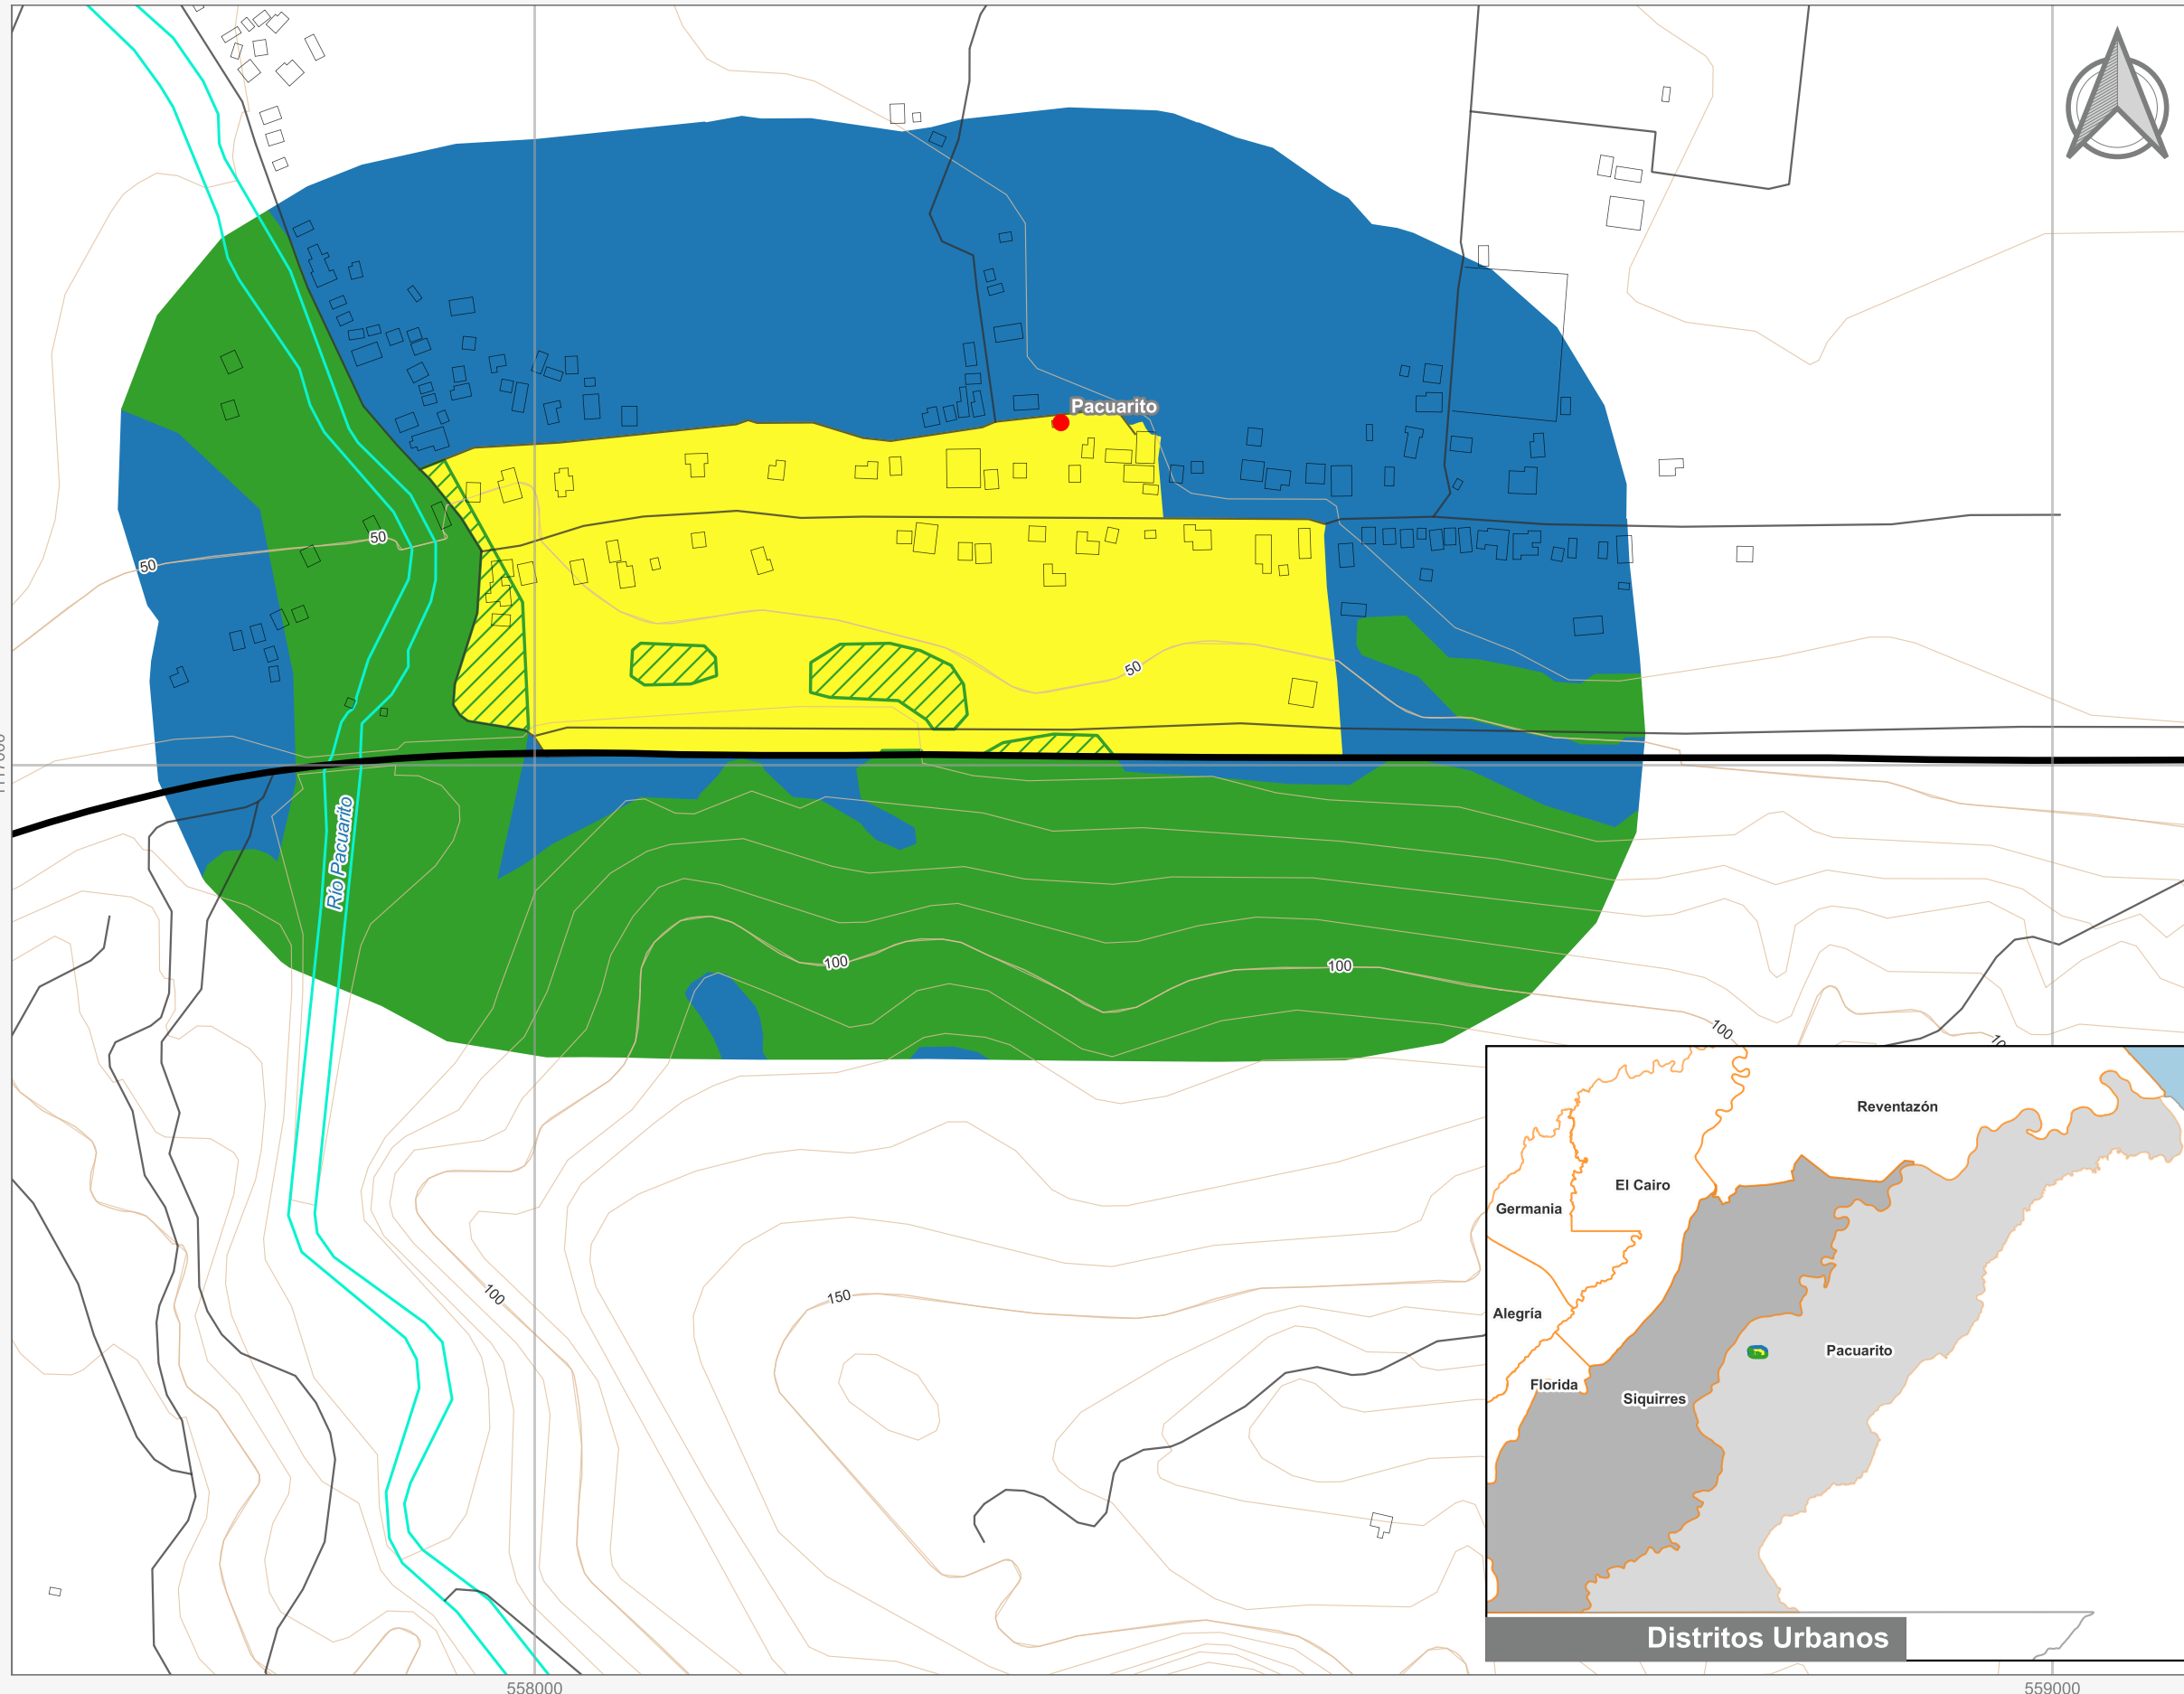 Pacuarito
50
50
50
Río Pacuarito
100
100
100
100
150
Reventazón
El Cairo
Germania
Alegría
Pacuarito
Florida
Siquirres
Distritos Urbanos
558000
559000